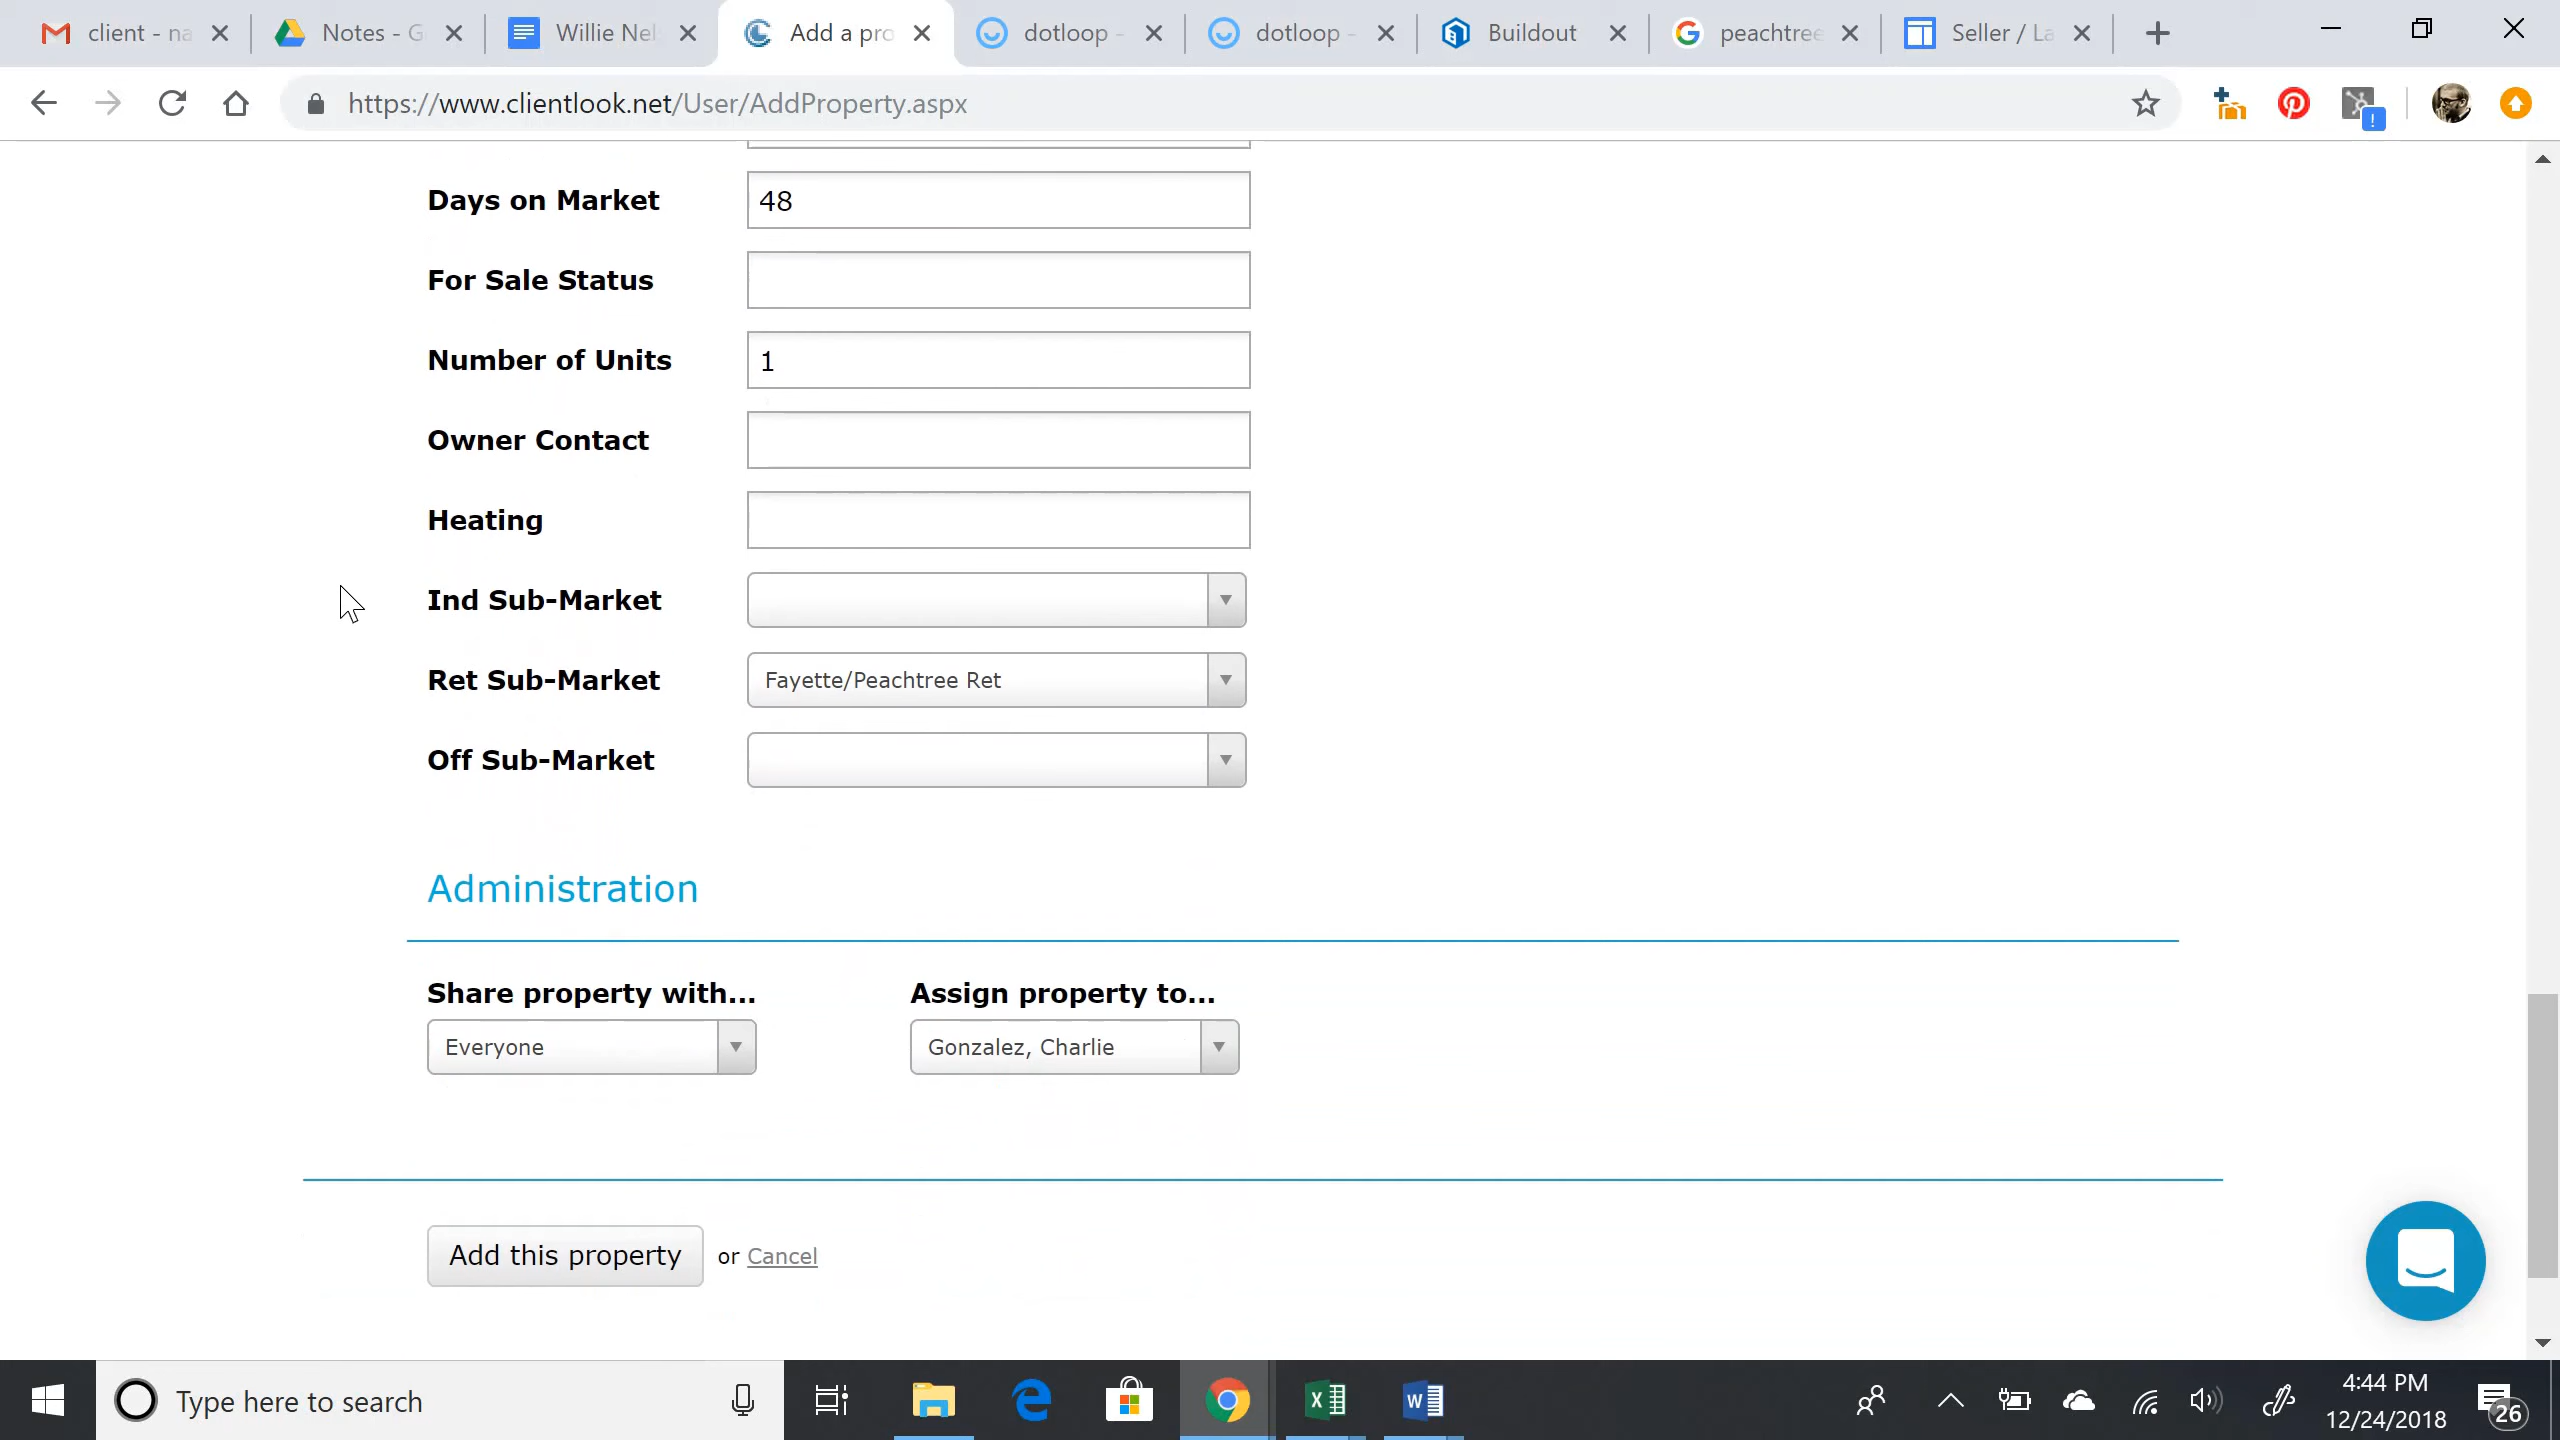 client - na
Notes - G
Willie Nel
Add a pro
dotloop -
dotloop -
Buildout
peachtree
Seller / La
https://www.clientlook.net/User/AddProperty.aspx
Days on Market 48
For Sale Status
Number of Units 1
Owner Contact
Heating
Ind Sub-Market
Ret Sub-Market Fayette/Peachtree Ret
Off Sub-Market
Administration
Share property with... Assign property to...
Everyone Gonzalez, Charlie
Add this property or Cancel
Type here to search
4:44 PM
12/24/2018
26